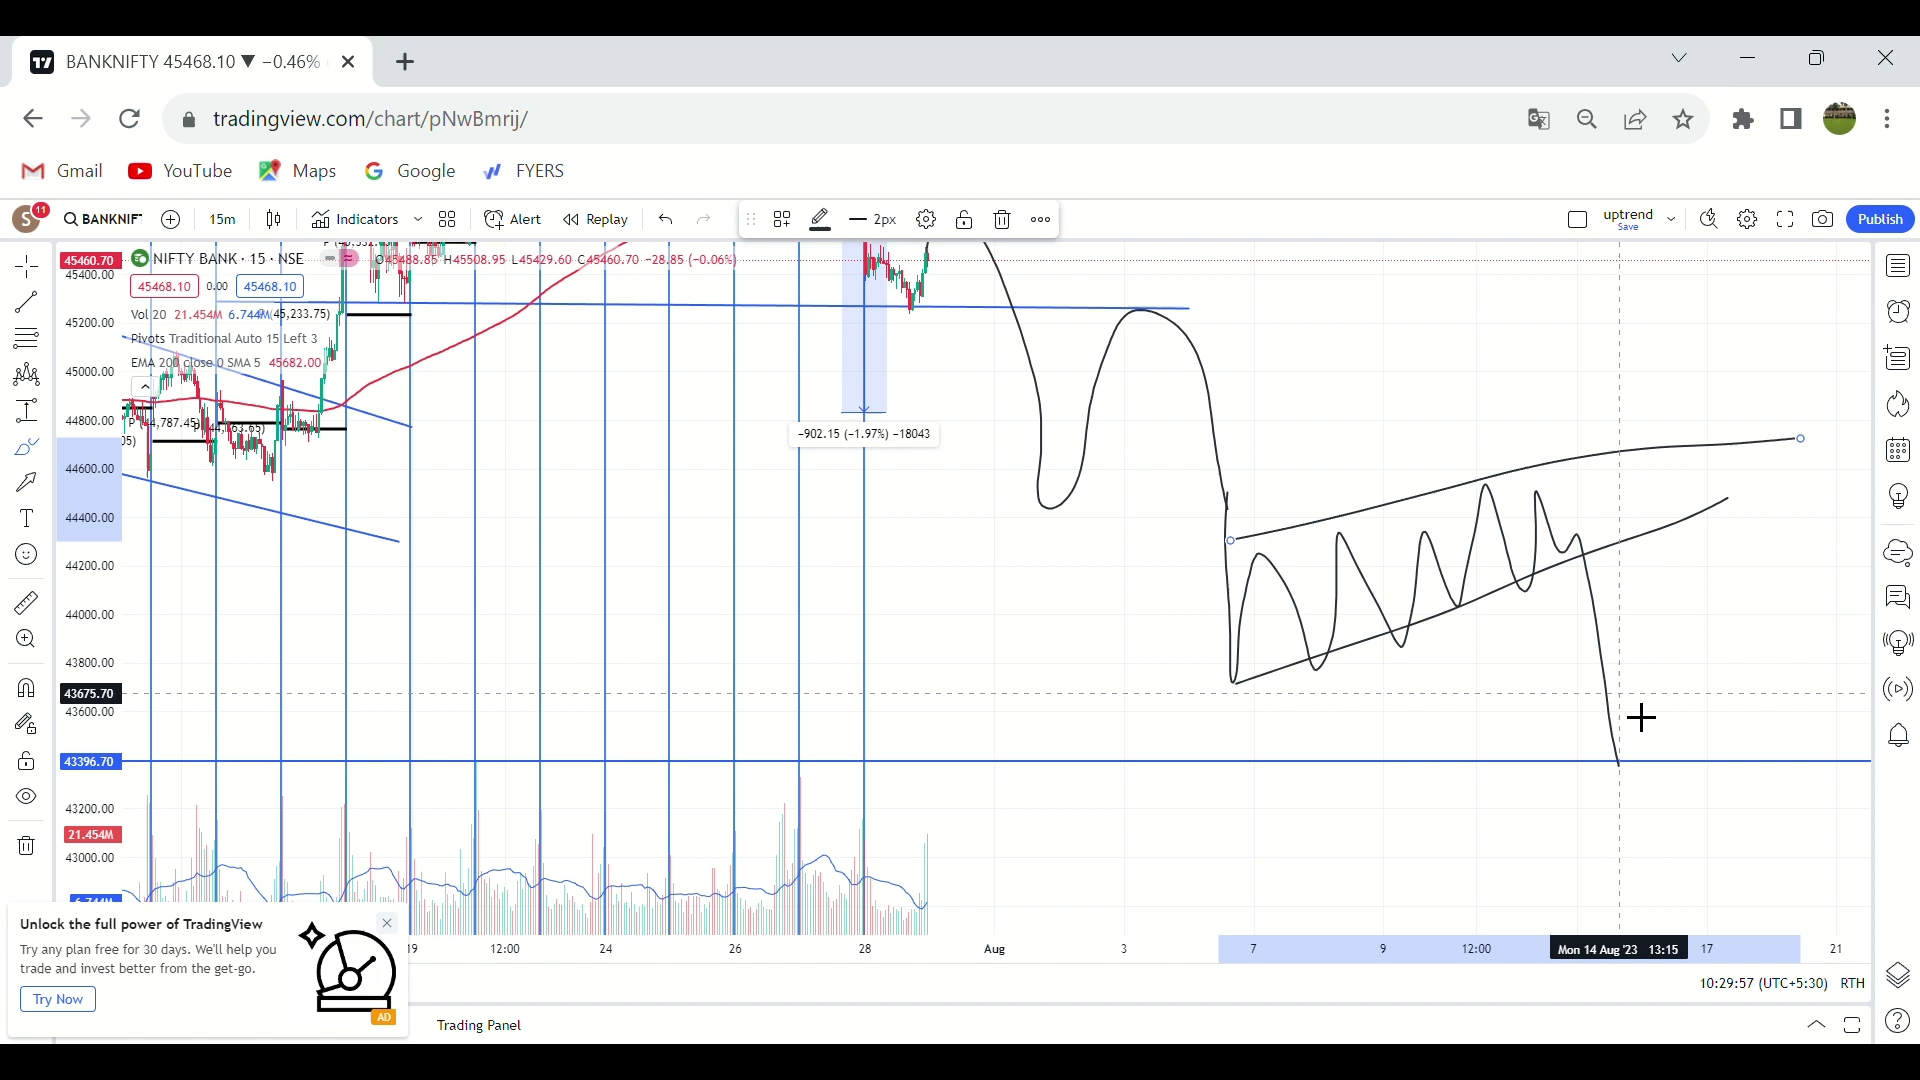 BANKNIFTY 45468.10 ▼ −0.46%
tradingview.com/chart/pNwBmrij/
Gmail
YouTube
Maps
Google
FYERS
S
11
BANKNIF
15m
Indicators
Alert
Replay
2px
uptrend
Save
Publish
NIFTY BANK · 15 · NSE
O45488.85 H45508.95 L45429.60 C45460.70 −28.85 (−0.06%)
45468.10 0.00 45468.10
Vol 20 21.454M 6.744M
(45,233.75)
Pivots Traditional Auto 15 Left 3
EMA 200 close 0 SMA 5 45682.00
45460.70
45400.00
45200.00
45000.00
44800.00
44600.00
44400.00
44200.00
44000.00
43800.00
43675.70
43600.00
43396.70
43200.00
21.454M
43000.00
−902.15 (−1.97%) −18043
19
12:00
24
26
28
Aug
3
7
9
12:00
Mon 14 Aug '23 13:15
17
21
Unlock the full power of TradingView
Try any plan free for 30 days. We'll help you
trade and invest better from the get-go.
Try Now
AD
10:29:57 (UTC+5:30) RTH
Trading Panel